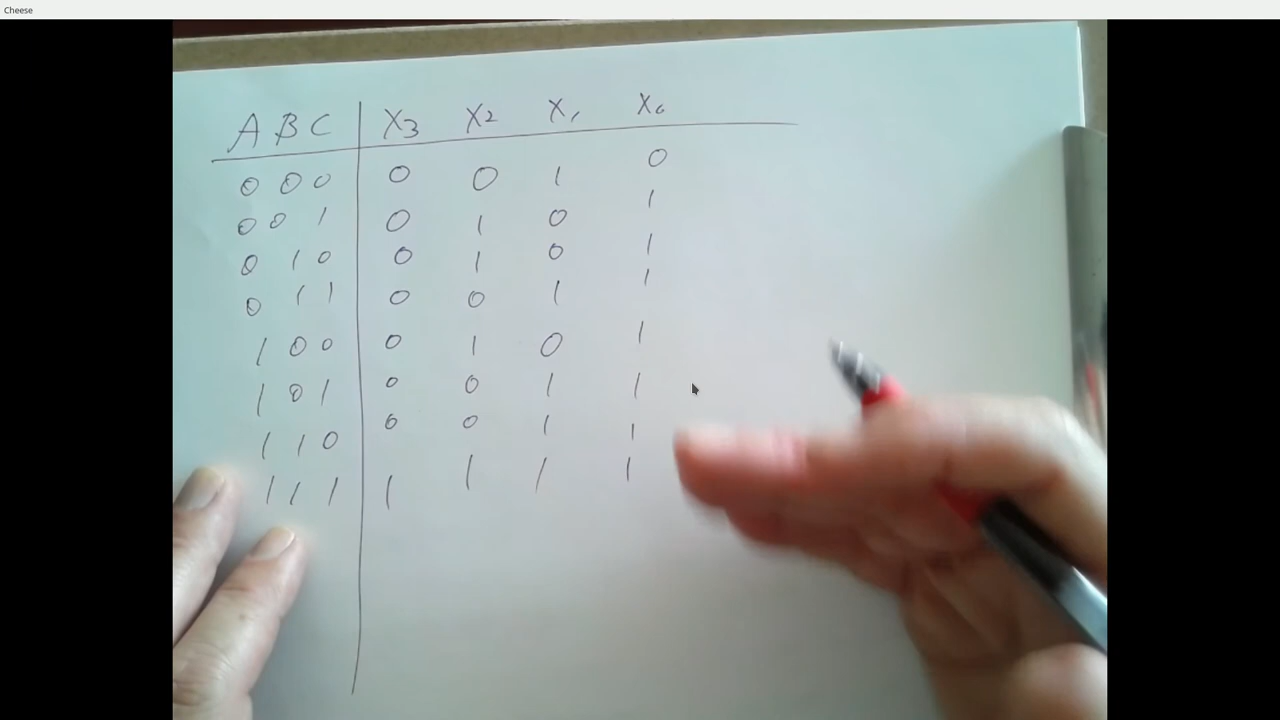 Cheese
A B C X3 X2 X1 X0
0 0 0 0 0 1 0
0 0 1 0 1 0 1
0 1 0 0 1 0 1
0 1 1 0 0 1 1
1 0 0 0 1 0 1
1 0 1 0 0 1 1
1 1 0 0 0 1 1
1 1 1 1 1 1 1